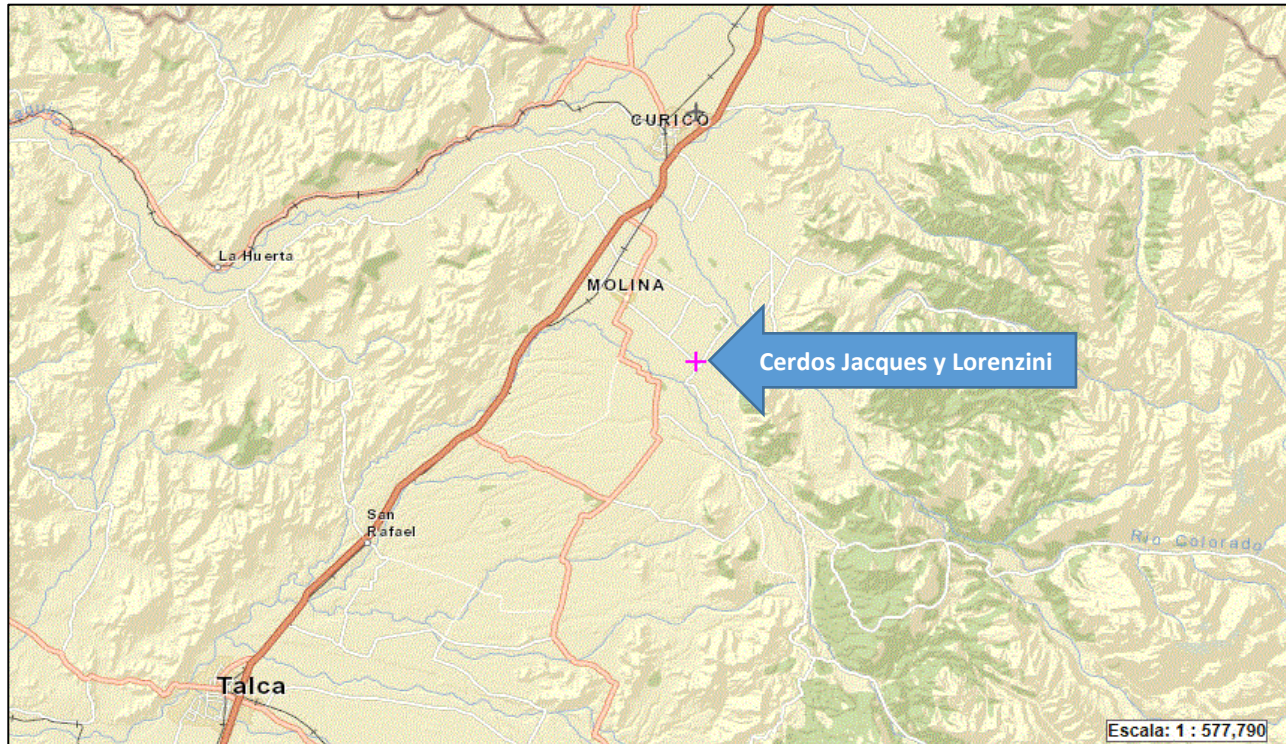 CURICO
La Huerta
MOLINA
Cerdos Jacques y Lorenzini
San
Rafael
Rio Colorado
Talca
Escala: 1 : 577,790